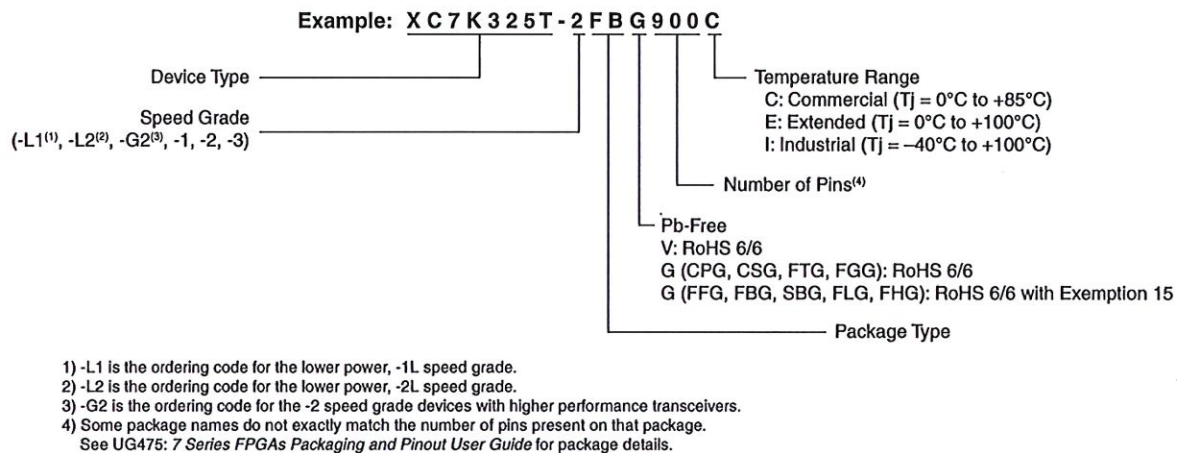 Example: XC7K325T-2FBG900C
Device Type
Speed Grade
(-L1(1), -L2(2), -G2(3), -1, -2, -3)
Temperature Range
C: Commercial (Tj = 0°C to +85°C)
E: Extended (Tj = 0°C to +100°C)
I: Industrial (Tj = –40°C to +100°C)
Number of Pins(4)
Pb-Free
V: RoHS 6/6
G (CPG, CSG, FTG, FGG): RoHS 6/6
G (FFG, FBG, SBG, FLG, FHG): RoHS 6/6 with Exemption 15
Package Type
1) -L1 is the ordering code for the lower power, -1L speed grade.
2) -L2 is the ordering code for the lower power, -2L speed grade.
3) -G2 is the ordering code for the -2 speed grade devices with higher performance transceivers.
4) Some package names do not exactly match the number of pins present on that package.
See UG475: 7 Series FPGAs Packaging and Pinout User Guide for package details.